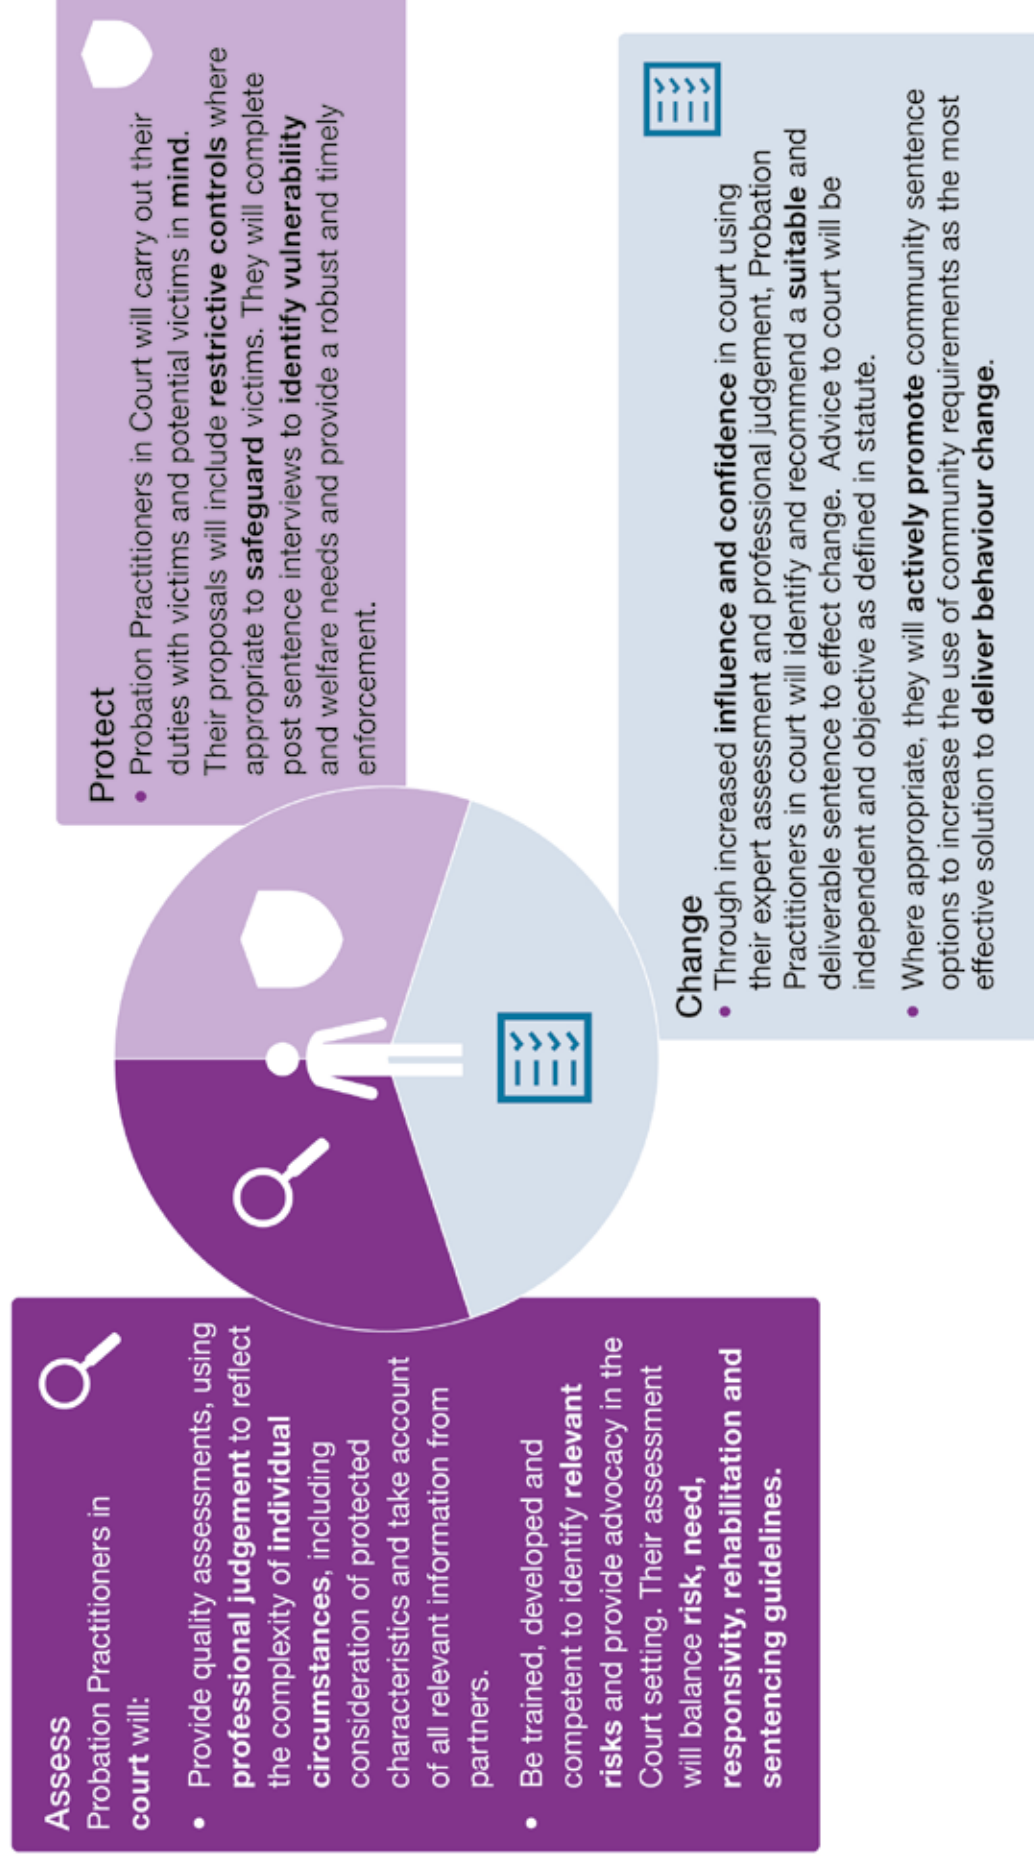 Assess
Probation Practitioners in
court will:
• Provide quality assessments, using
professional judgement to reflect
the complexity of individual
circumstances, including
consideration of protected
characteristics and take account
of all relevant information from
partners.
• Be trained, developed and
competent to identify relevant
risks and provide advocacy in the
Court setting. Their assessment
will balance risk, need,
responsivity, rehabilitation and
sentencing guidelines.
Protect
• Probation Practitioners in Court will carry out their
duties with victims and potential victims in mind.
Their proposals will include restrictive controls where
appropriate to safeguard victims. They will complete
post sentence interviews to identify vulnerability
and welfare needs and provide a robust and timely
enforcement.
Change
• Through increased influence and confidence in court using
their expert assessment and professional judgement, Probation
Practitioners in court will identify and recommend a suitable and
deliverable sentence to effect change. Advice to court will be
independent and objective as defined in statute.
• Where appropriate, they will actively promote community sentence
options to increase the use of community requirements as the most
effective solution to deliver behaviour change.